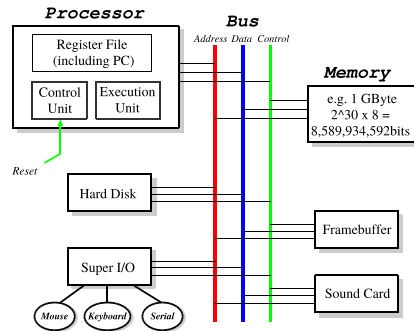 Processor
Bus
Address Data Control
Register File
(including PC)
Control
Unit
Execution
Unit
Reset
Memory
e.g. 1 GByte
2^30 x 8 =
8,589,934,592bits
Hard Disk
Framebuffer
Super I/O
Sound Card
Mouse
Keyboard
Serial